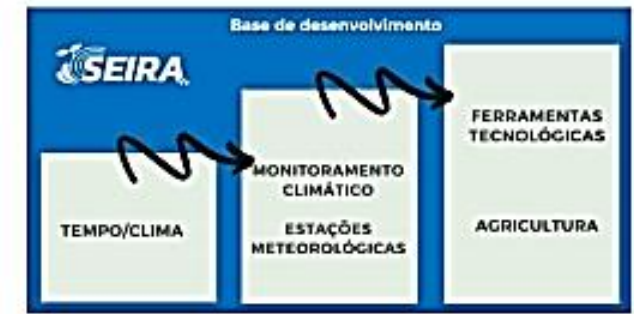 Base de desenvolvimento
SEIRA
TEMPO/CLIMA
MONITORAMENTO
CLIMÁTICO
ESTAÇÕES
METEOROLÓGICAS
FERRAMENTAS
TECNOLÓGICAS
AGRICULTURA